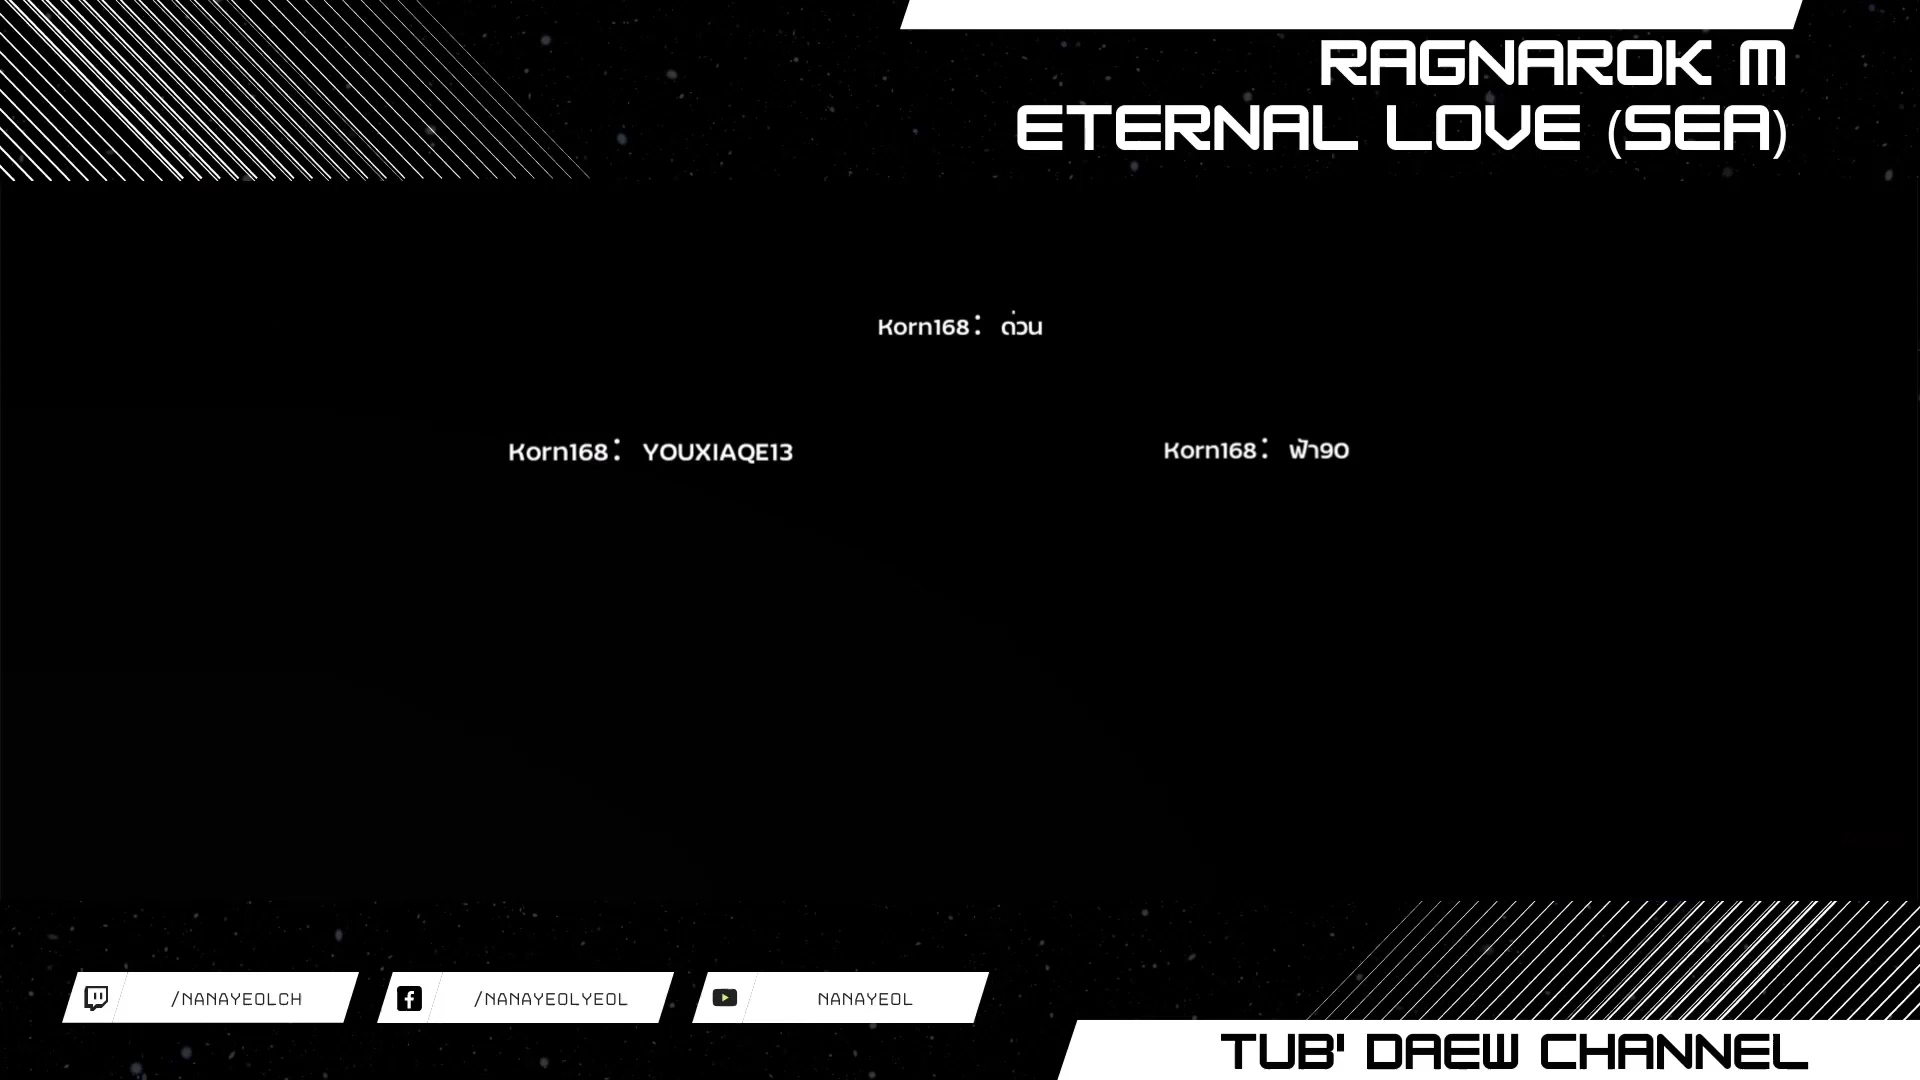 RAGNAROK M
ETERNAL LOVE (SEA)
Korn168: ด่วน
Korn168: YOUXIAQE13
Korn168: ฟ้า90
/NANAYEOLCH
/NANAYEOLYEOL
NANAYEOL
TUB' DAEW CHANNEL